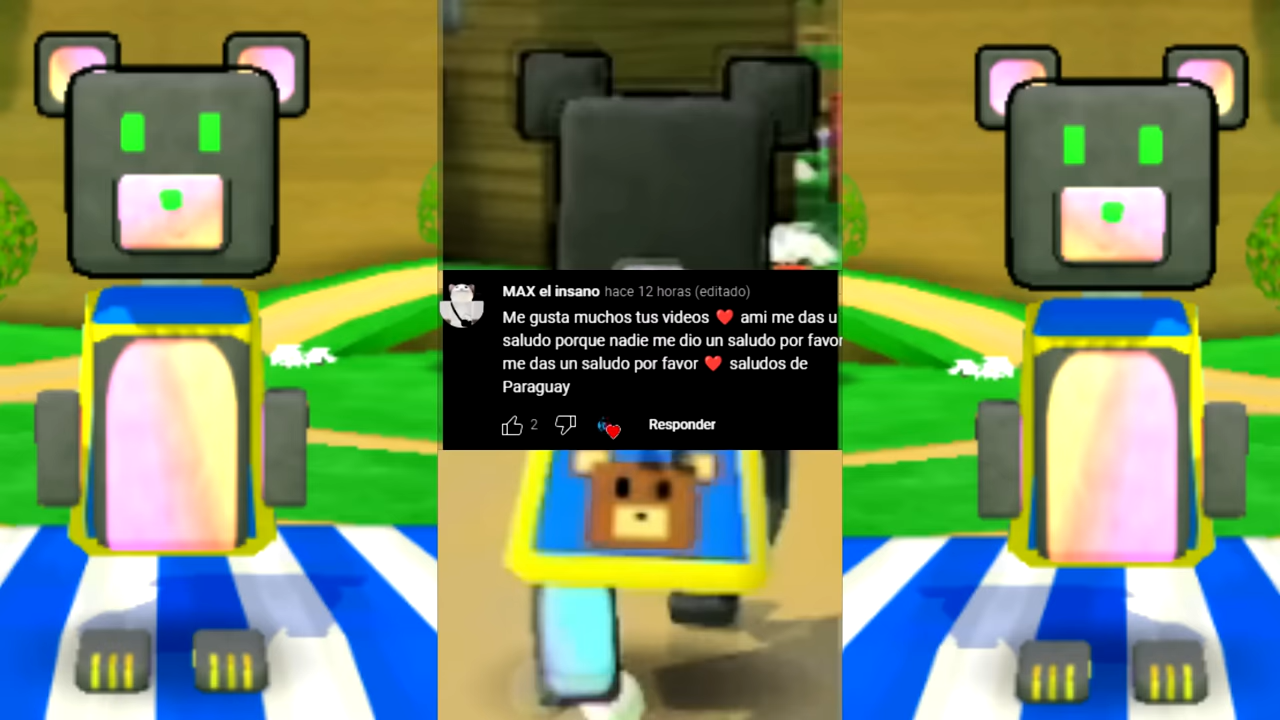 MAX el insano hace 12 horas (editado)
Me gusta muchos tus videos ❤️ ami me das u
saludo porque nadie me dio un saludo por favor
me das un saludo por favor ❤️ saludos de
Paraguay
2 Responder